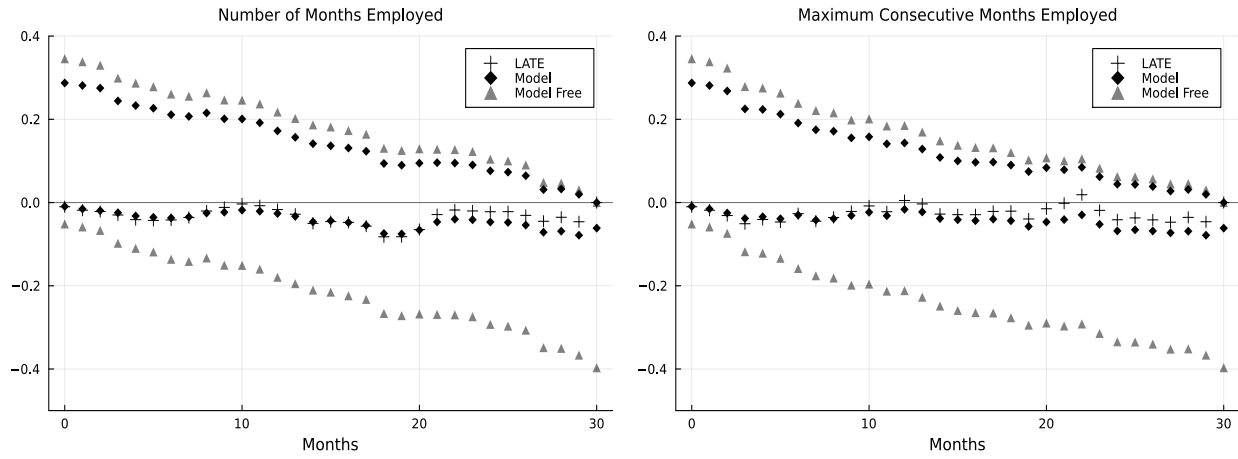 Number of Months Employed
0.4
0.2
0.0
−0.2
−0.4
LATE
Model
Model Free
0
10
20
30
Months
Maximum Consecutive Months Employed
0.4
0.2
0.0
−0.2
−0.4
LATE
Model
Model Free
0
10
20
30
Months